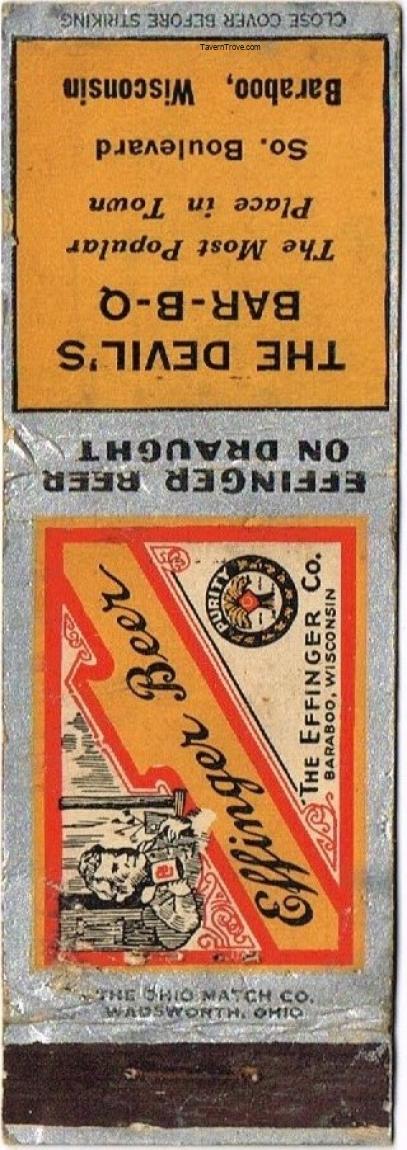 CLOSE COVER BEFORE STRIKING
TavernTrove.com
THE DEVIL'S
BAR-B-Q
The Most Popular
Place in Town
So. Boulevard
Baraboo, Wisconsin
EFFINGER BEER
ON DRAUGHT
PURITY
Effinger Beer
THE EFFINGER CO.
BARABOO, WISCONSIN
THE OHIO MATCH CO.
WADSWORTH, OHIO